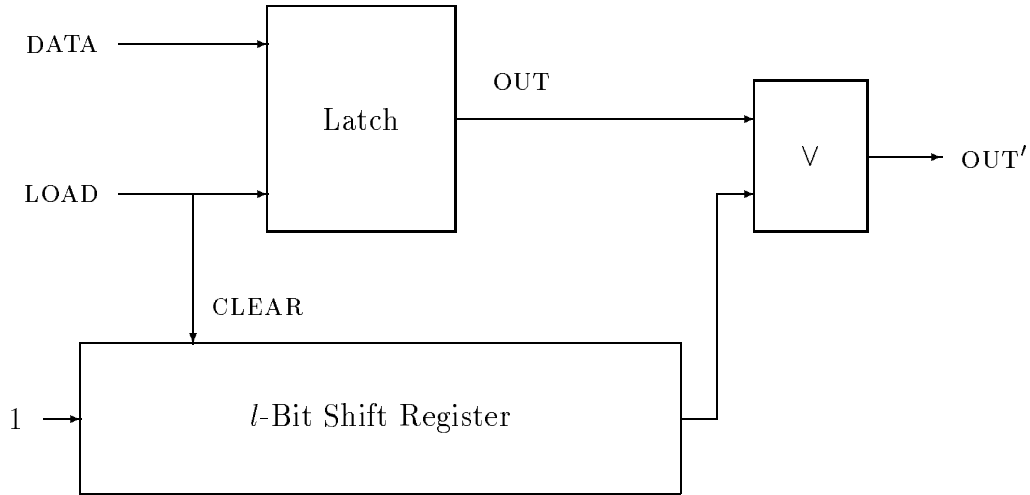 DATA
OUT
Latch
∨
OUT′
LOAD
CLEAR
1
l-Bit Shift Register